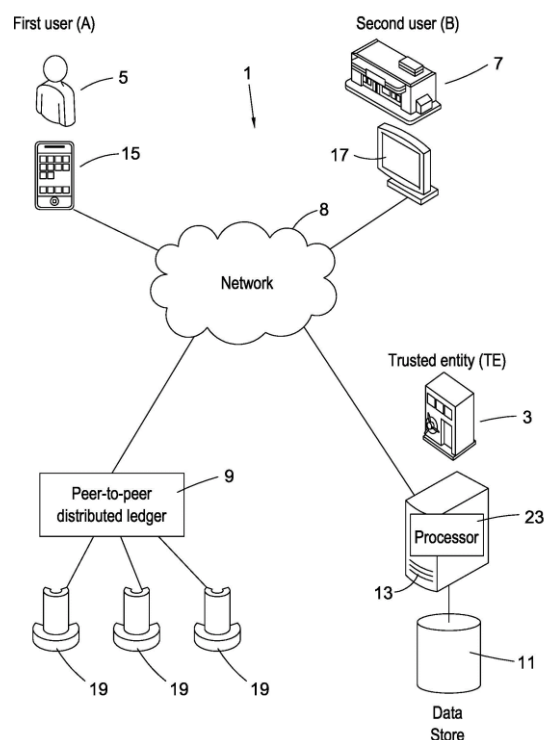 First user (A)
Second user (B)
5
1
7
15
17
8
Network
Trusted entity (TE)
3
9
Peer-to-peer
distributed ledger
23
Processor
13
19
19
19
11
Data
Store